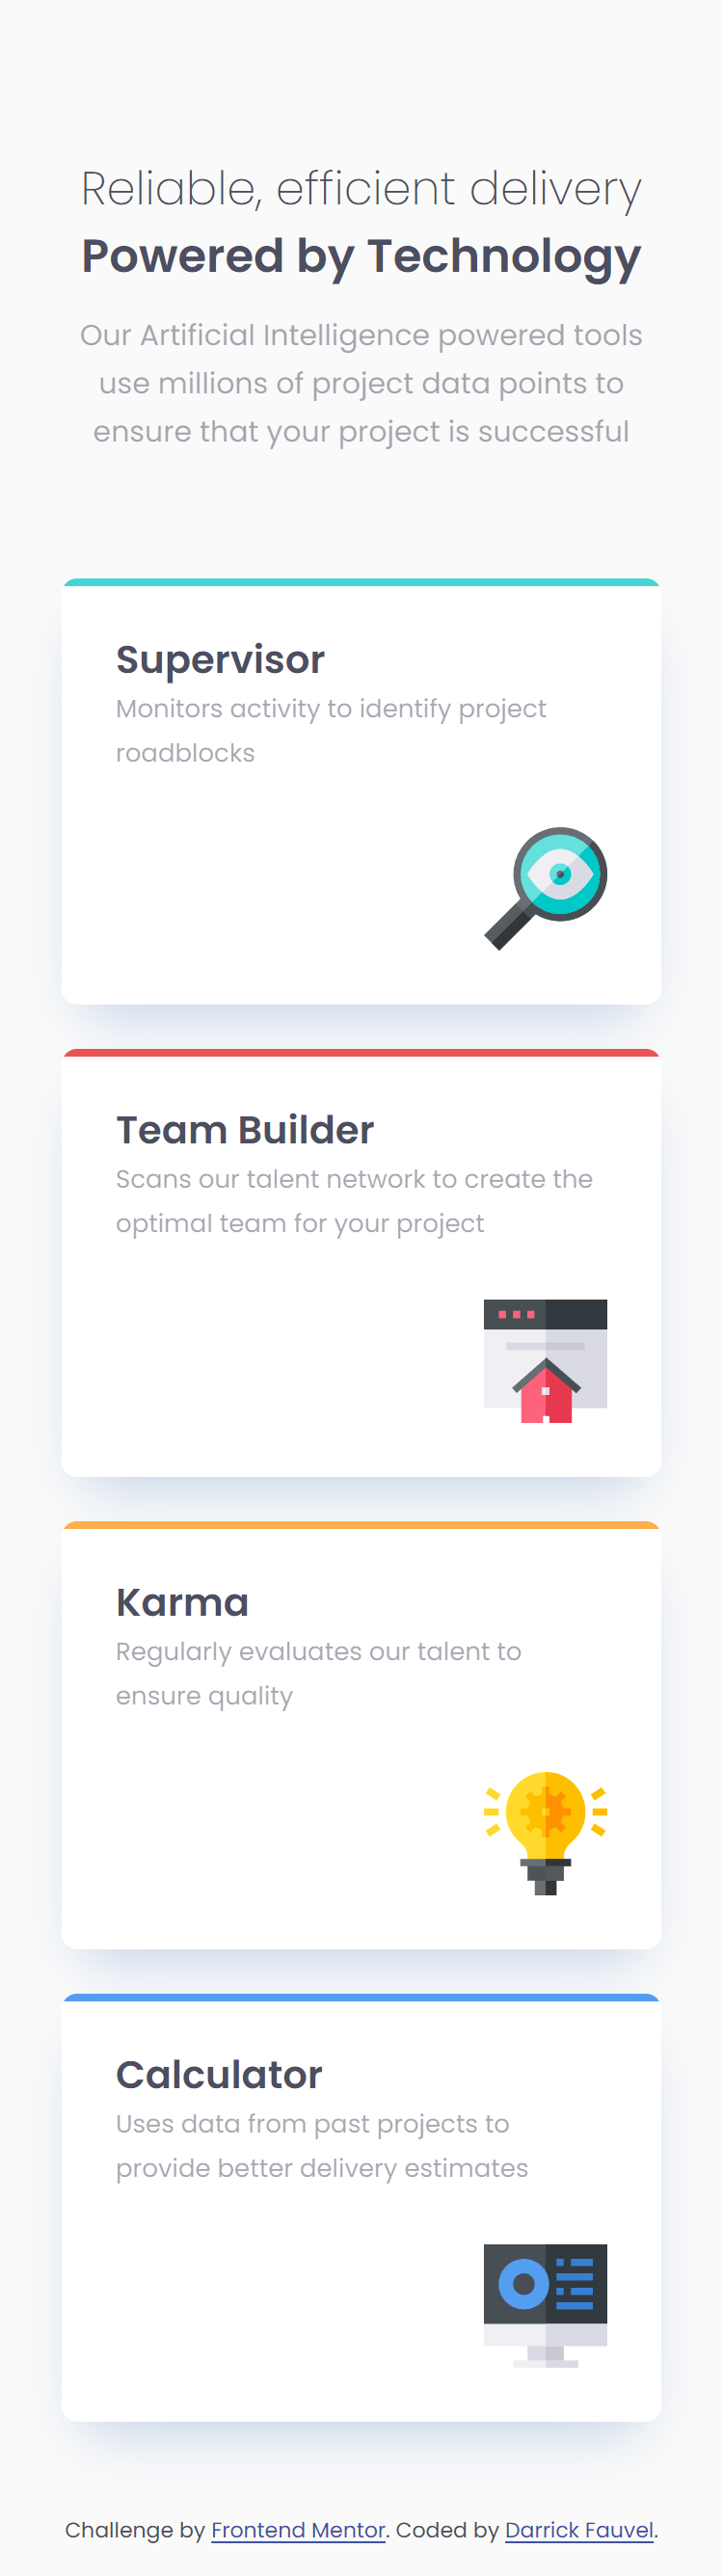 Reliable, efficient delivery
Powered by Technology
Our Artificial Intelligence powered tools
use millions of project data points to
ensure that your project is successful
Supervisor
Monitors activity to identify project
roadblocks
Team Builder
Scans our talent network to create the
optimal team for your project
Karma
Regularly evaluates our talent to
ensure quality
Calculator
Uses data from past projects to
provide better delivery estimates
Challenge by Frontend Mentor. Coded by Darrick Fauvel.